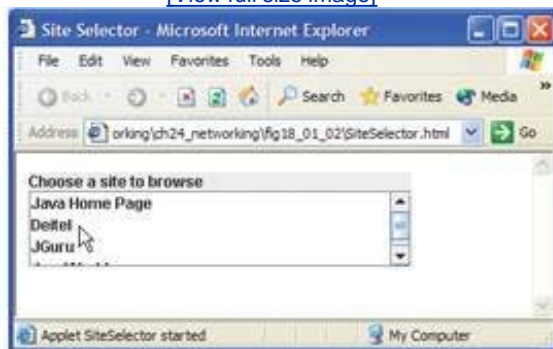 [View full size image]
Site Selector - Microsoft Internet Explorer
File Edit View Favorites Tools Help
Back Search Favorites Media »
Address orking\ch24_networking\fig18_01_02\SiteSelector.html Go
Choose a site to browse
Java Home Page
Deitel
JGuru
Applet SiteSelector started My Computer